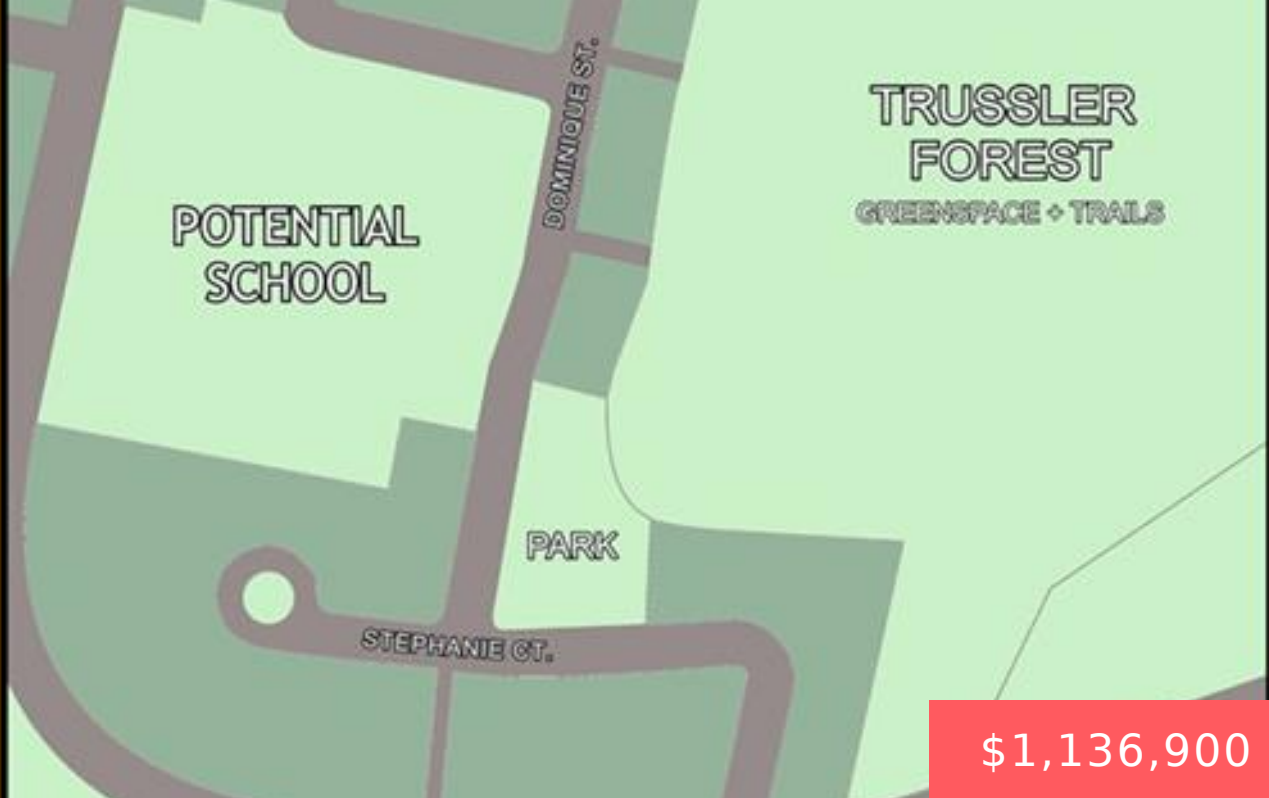 DOMINIQUE ST.
TRUSSLER
FOREST
GREENSPACE + TRAILS
POTENTIAL
SCHOOL
PARK
STEPHANIE CT.
$1,136,900